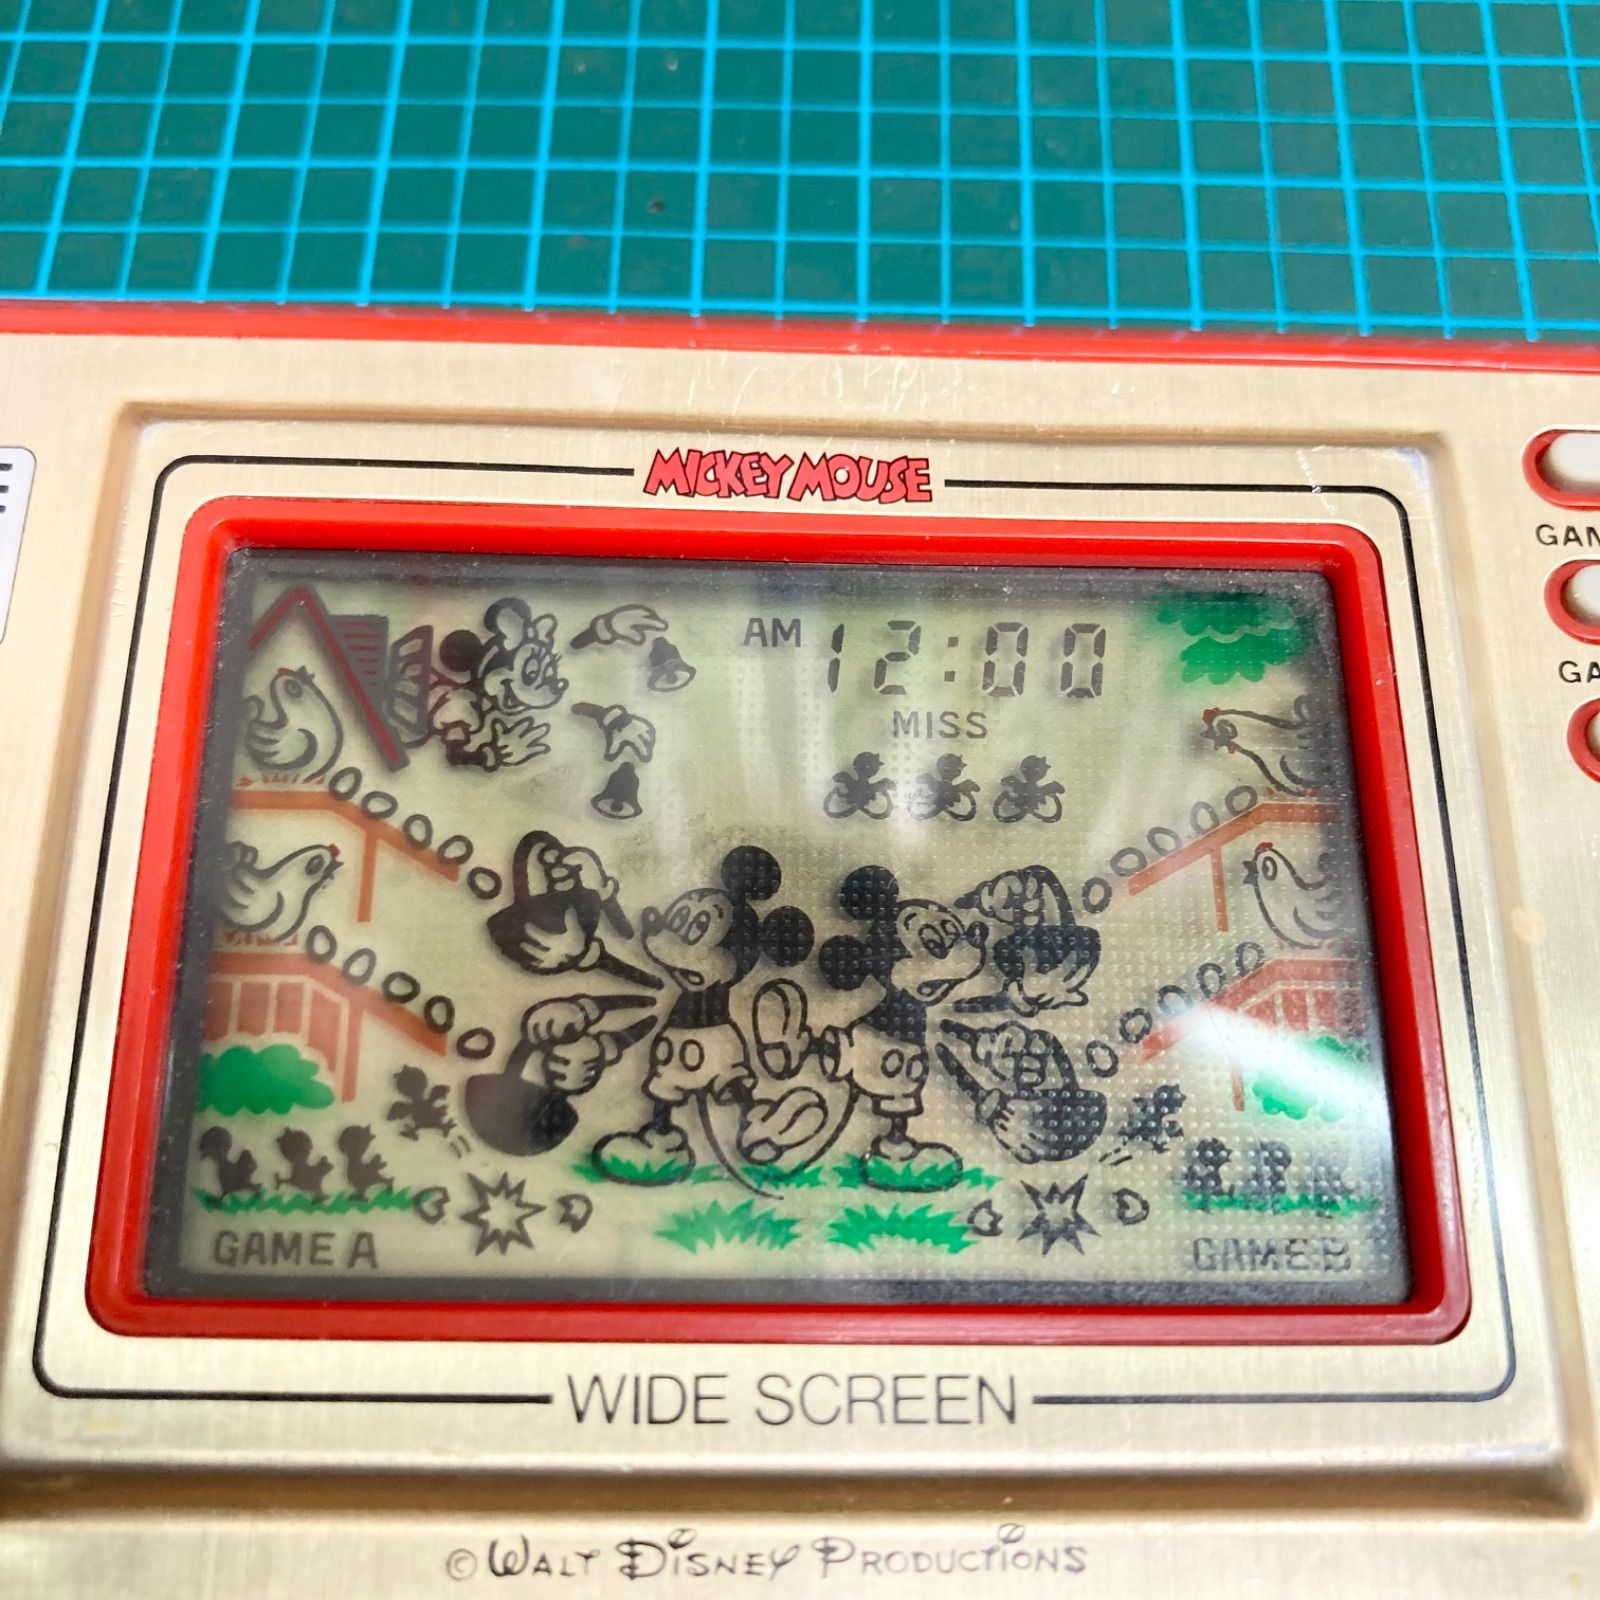 MICKEY MOUSE
AM 12:00
MISS
GAME A
GAME B
WIDE SCREEN
© WALT DISNEY PRODUCTIONS